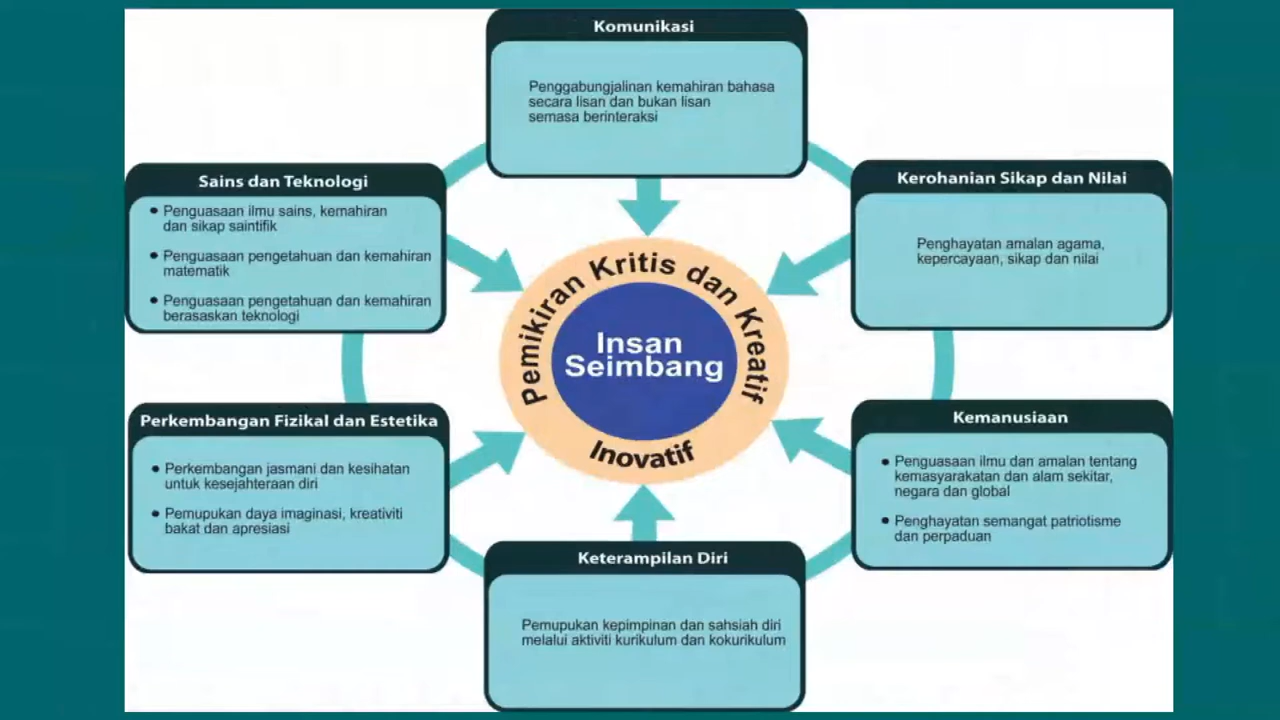 Komunikasi
Penggabungjalinan kemahiran bahasa
secara lisan dan bukan lisan
semasa berinteraksi
Sains dan Teknologi
• Penguasaan ilmu sains, kemahiran
dan sikap saintifik
• Penguasaan pengetahuan dan kemahiran
matematik
• Penguasaan pengetahuan dan kemahiran
berasaskan teknologi
Kerohanian Sikap dan Nilai
Penghayatan amalan agama,
kepercayaan, sikap dan nilai
Pemikiran Kritis dan Kreatif
Insan
Seimbang
Inovatif
Perkembangan Fizikal dan Estetika
• Perkembangan jasmani dan kesihatan
untuk kesejahteraan diri
• Pemupukan daya imaginasi, kreativiti
bakat dan apresiasi
Kemanusiaan
• Penguasaan ilmu dan amalan tentang
kemasyarakatan dan alam sekitar,
negara dan global
• Penghayatan semangat patriotisme
dan perpaduan
Keterampilan Diri
Pemupukan kepimpinan dan sahsiah diri
melalui aktiviti kurikulum dan kokurikulum